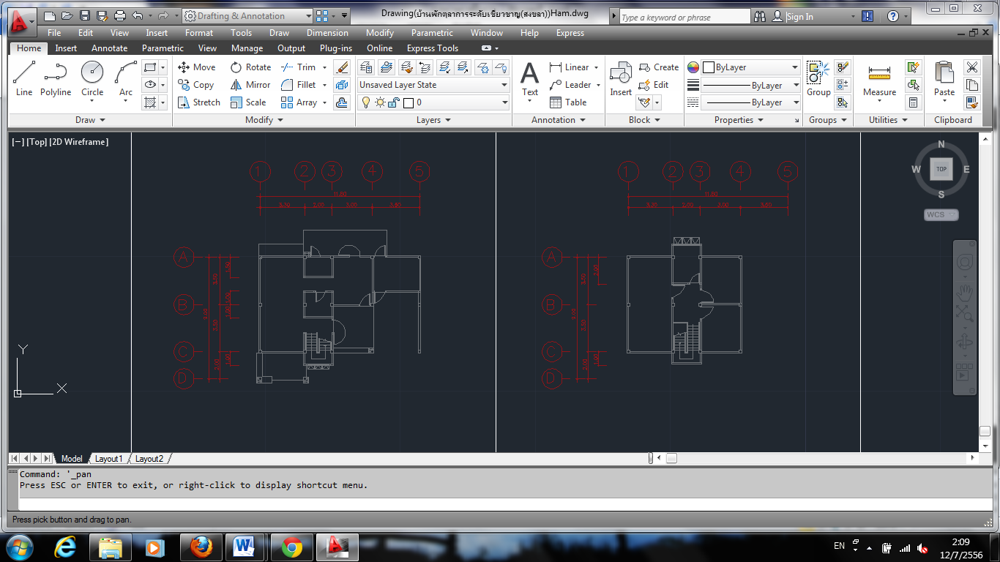 Drafting & Annotation
Drawing(บ้านพักตุลาการระดับเชี่ยวชาญ(สงขลา))Ham.dwg
Type a keyword or phrase
Sign In
File Edit View Insert Format Tools Draw Dimension Modify Parametric Window Help Express
Home Insert Annotate Parametric View Manage Output Plug-ins Online Express Tools
Line Polyline Circle Arc
Move Rotate Trim
Copy Mirror Fillet
Stretch Scale Array
Unsaved Layer State
0
Text
Linear
Leader
Table
Insert
Create
Edit
ByLayer
ByLayer
ByLayer
Group
Measure
Paste
Draw Modify Layers Annotation Block Properties Groups Utilities Clipboard
[−] [Top] [2D Wireframe]
N
W TOP E
S
WCS
1 2 3 4 5
11.80
2.00 3.00
A
B
C
D
1 2 3 4 5
11.80
2.00
A
B
C
D
Y
X
Model Layout1 Layout2
Command: '_pan
Press ESC or ENTER to exit, or right-click to display shortcut menu.
Press pick button and drag to pan.
EN
2:09
12/7/2556